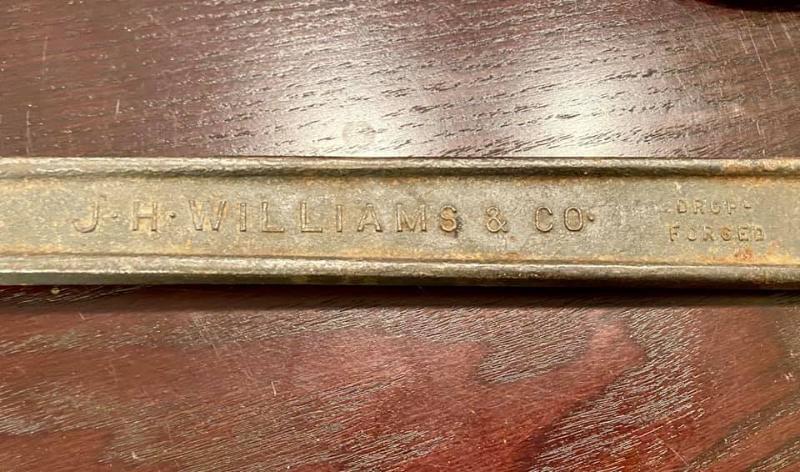 J·H·WILLIAMS & CO·
DROP-
FORGED